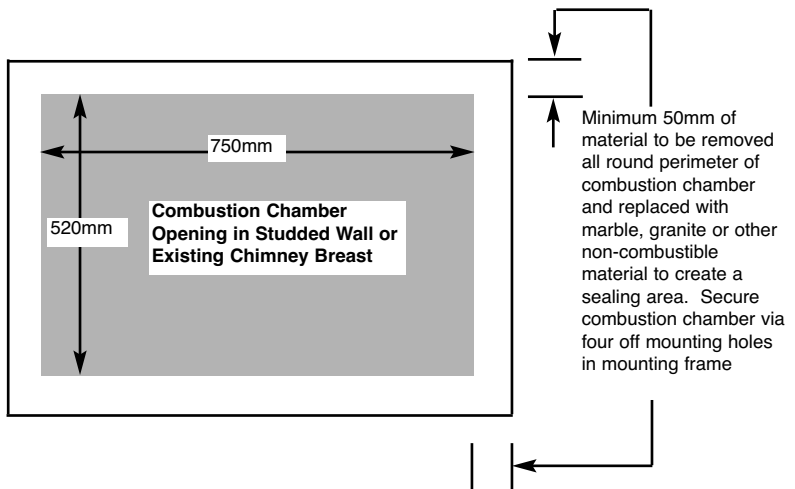 750mm
520mm
Combustion Chamber
Opening in Studded Wall or
Existing Chimney Breast
Minimum 50mm of
material to be removed
all round perimeter of
combustion chamber
and replaced with
marble, granite or other
non-combustible
material to create a
sealing area.  Secure
combustion chamber via
four off mounting holes
in mounting frame